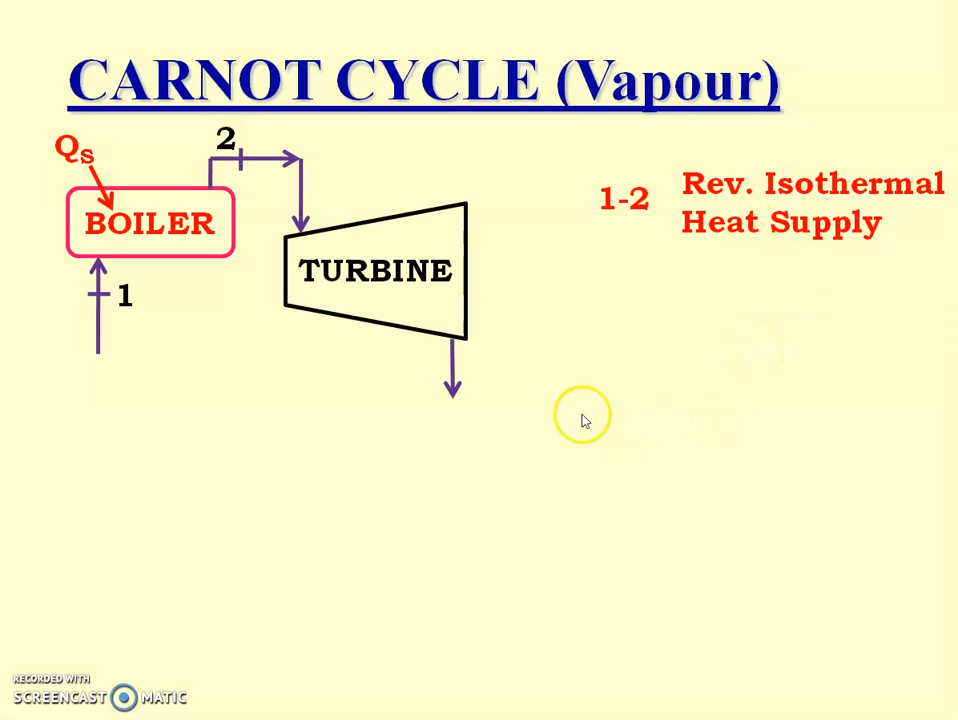 CARNOT CYCLE (Vapour)
QS
2
BOILER
1-2
Rev. Isothermal
Heat Supply
TURBINE
1
RECORDED WITH
SCREENCAST MATIC